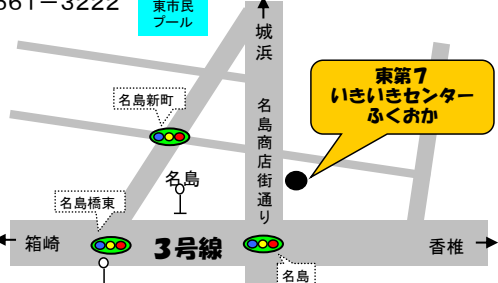 661－3222
東市民
プール
城
浜
東第7
いきいきセンター
ふくおか
名島新町
名島商店街通り
名島
名島橋東
箱崎
3号線
香椎
名島